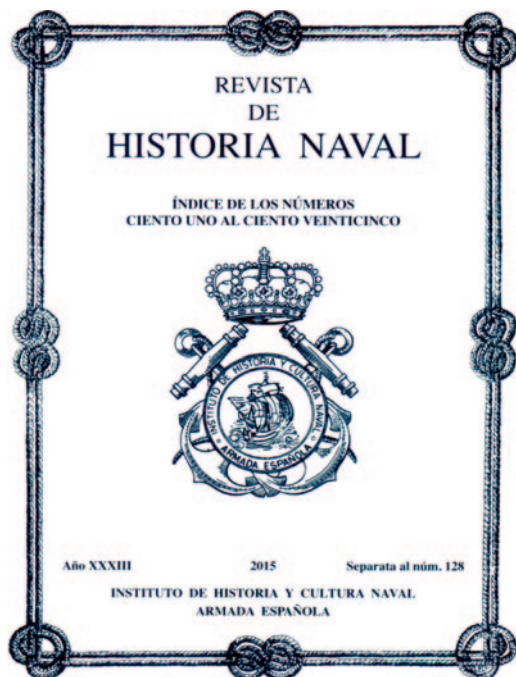 REVISTA
DE
HISTORIA NAVAL
ÍNDICE DE LOS NÚMEROS
CIENTO UNO AL CIENTO VEINTICINCO
INSTITUTO DE HISTORIA Y CULTURA NAVAL
ARMADA ESPAÑOLA
Año XXXIII 2015 Separata al núm. 128
INSTITUTO DE HISTORIA Y CULTURA NAVAL
ARMADA ESPAÑOLA